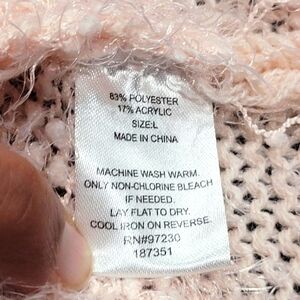 83% POLYESTER
17% ACRYLIC
SIZE:L
MADE IN CHINA
MACHINE WASH WARM.
ONLY NON-CHLORINE BLEACH
IF NEEDED.
LAY FLAT TO DRY.
COOL IRON ON REVERSE.
RN#97230
187351